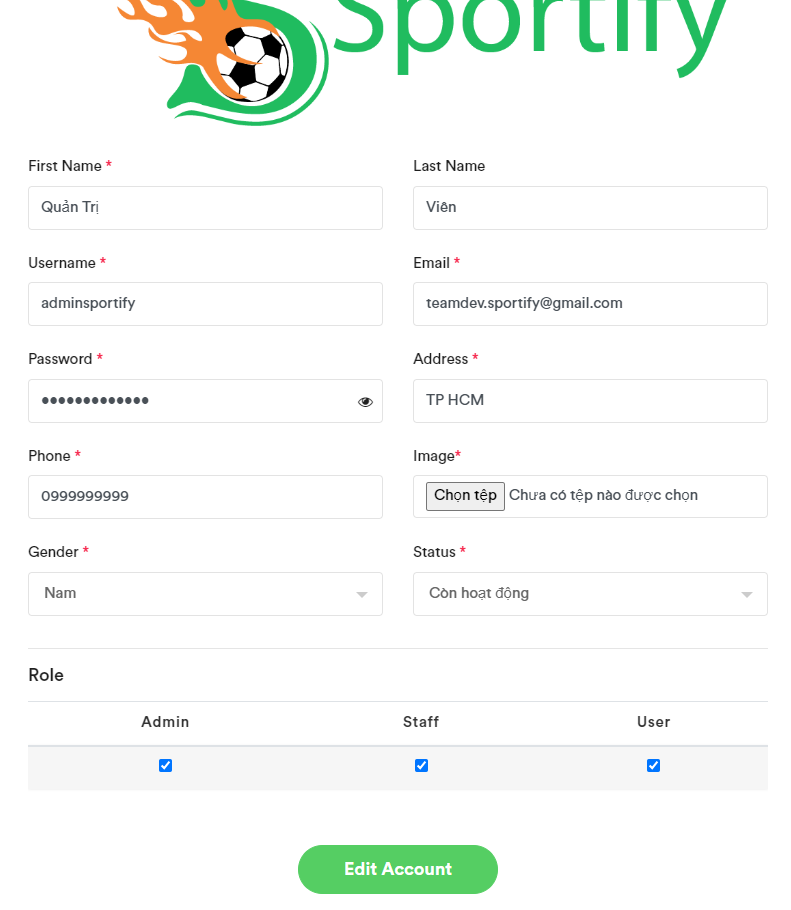 Sportify
First Name * Last Name
Quản Trị Viên
Username * Email *
adminsportify teamdev.sportify@gmail.com
Password * Address *
••••••••••••• TP HCM
Phone * Image*
0999999999 Chọn tệp Chưa có tệp nào được chọn
Gender * Status *
Nam Còn hoạt động
Role
Admin Staff User
Edit Account